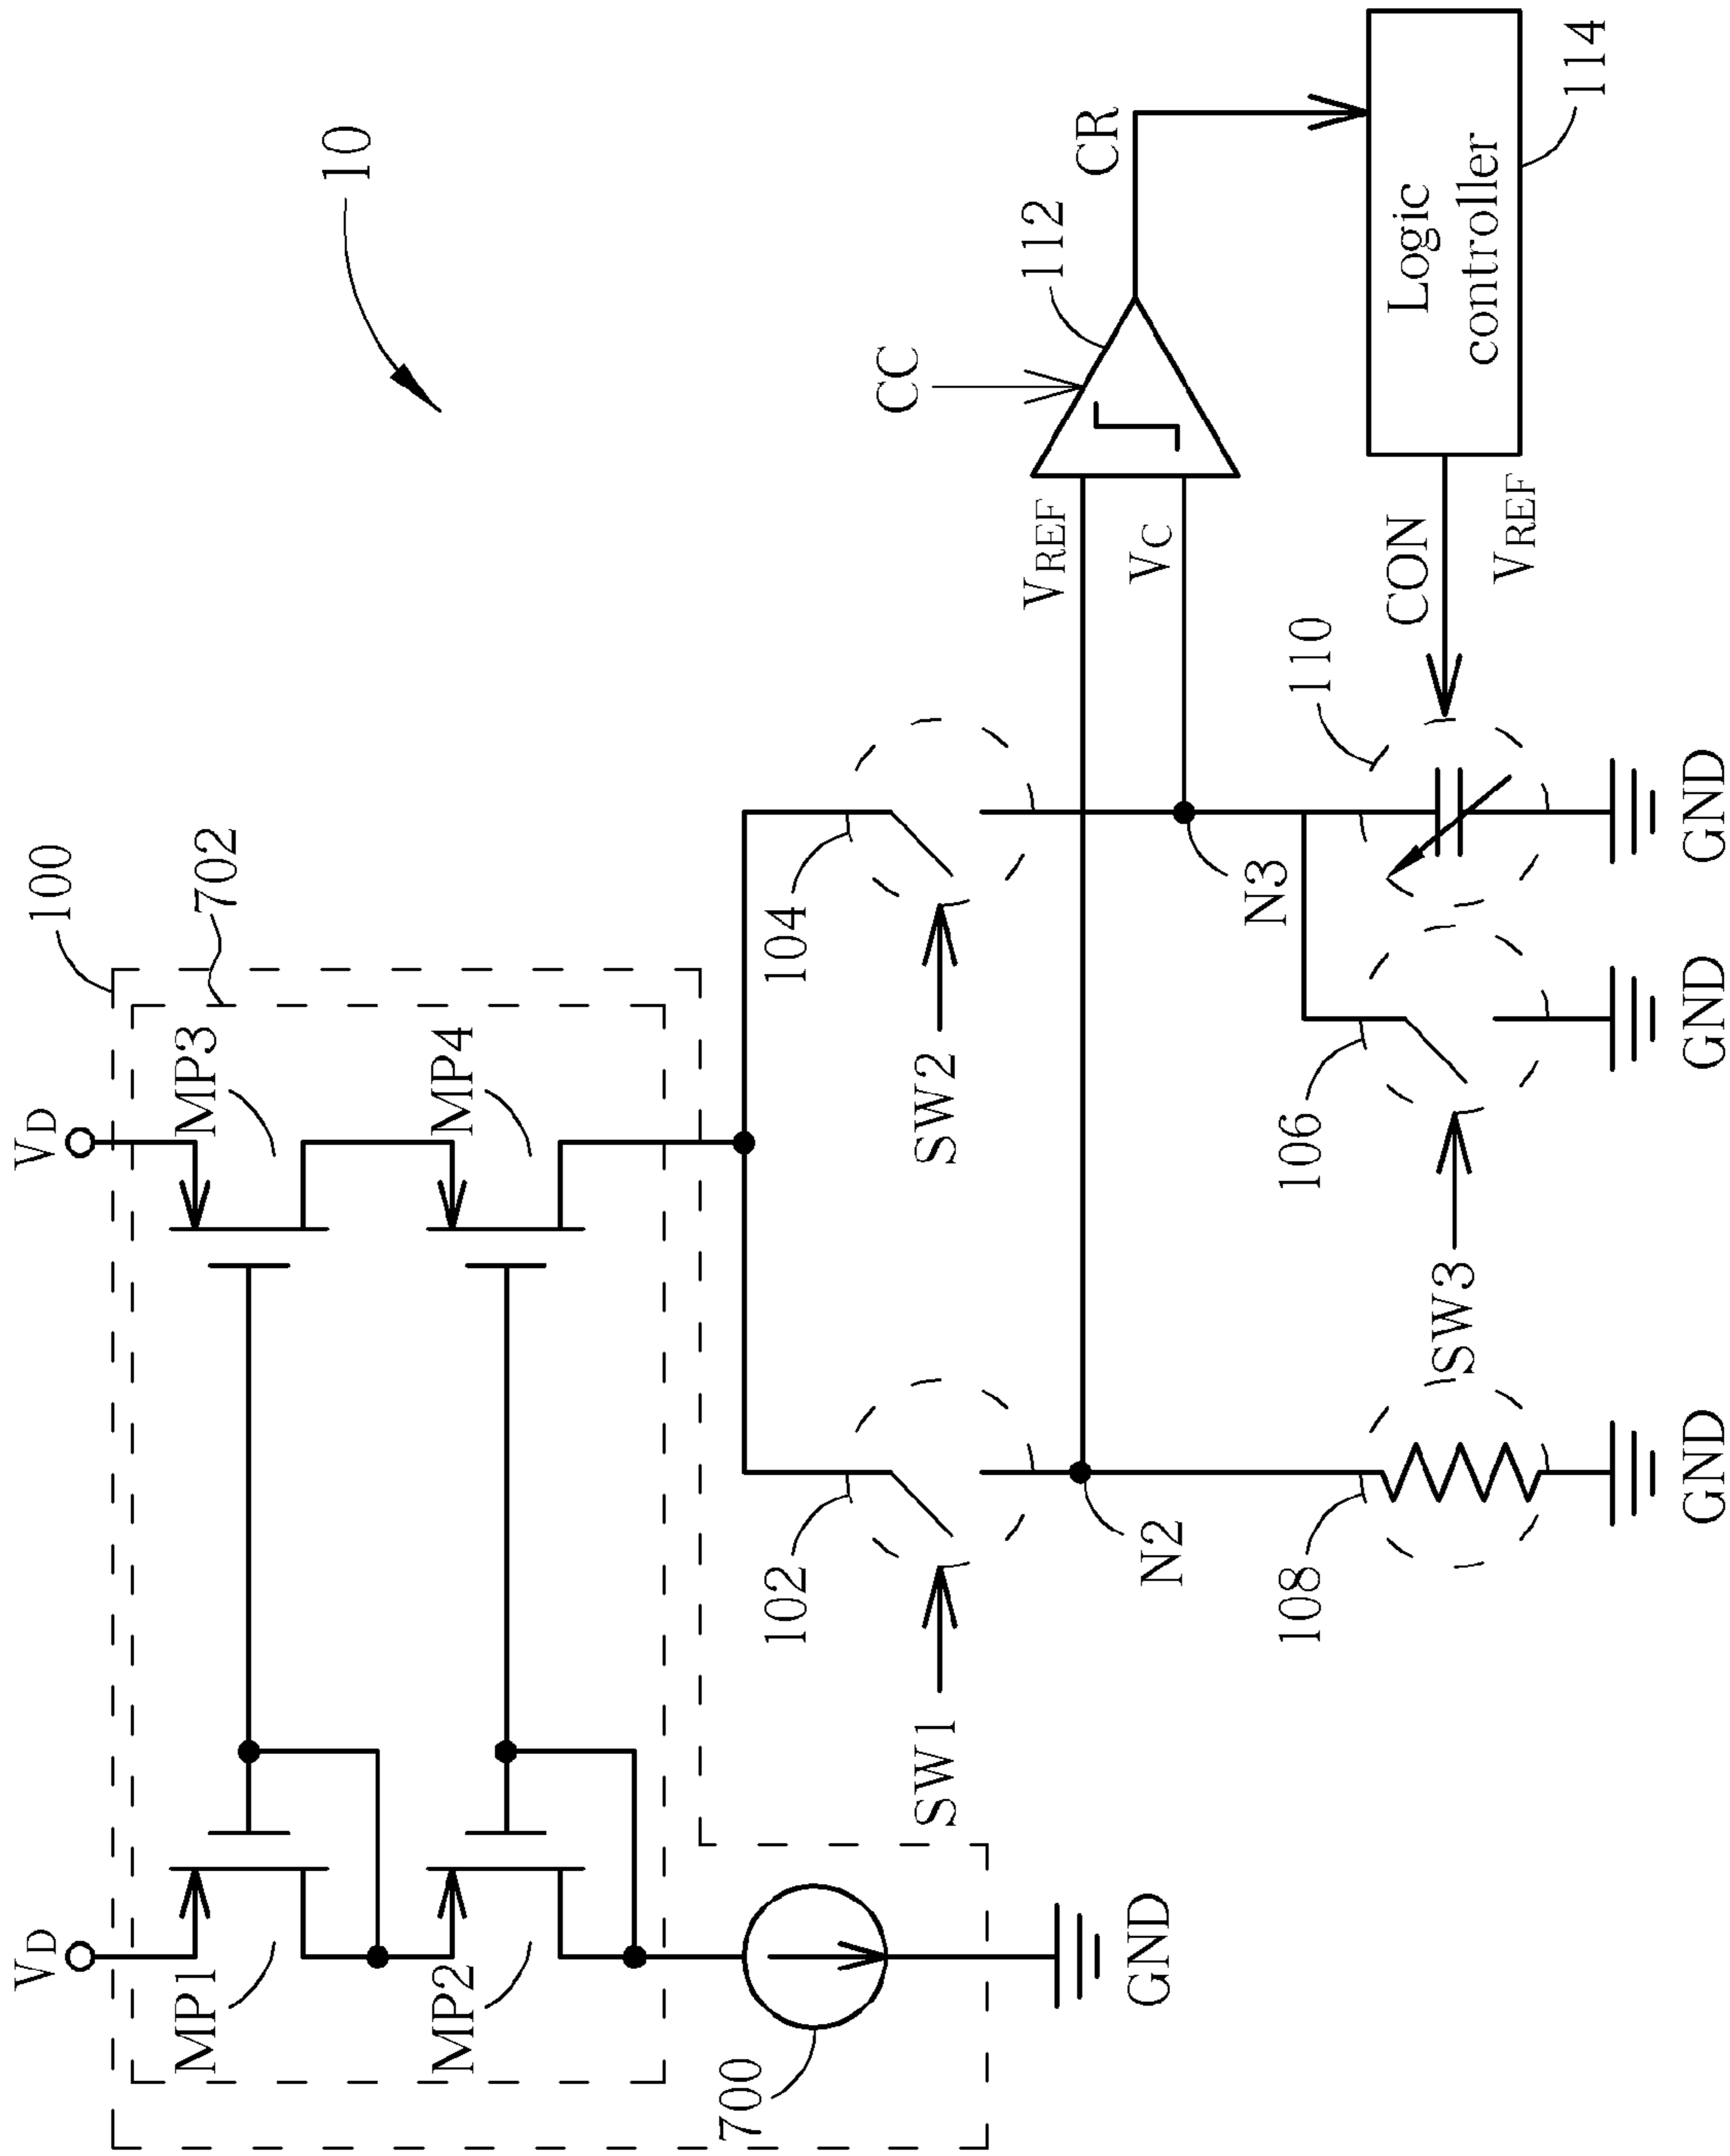 10
100
702
VD
VD
MP1
MP3
MP2
MP4
700
GND
102
104
SW1
SW2
CC
112
CR
VREF
VC
N2
N3
108
106
110
SW3
CON
VREF
Logic
controller
114
GND
GND
GND